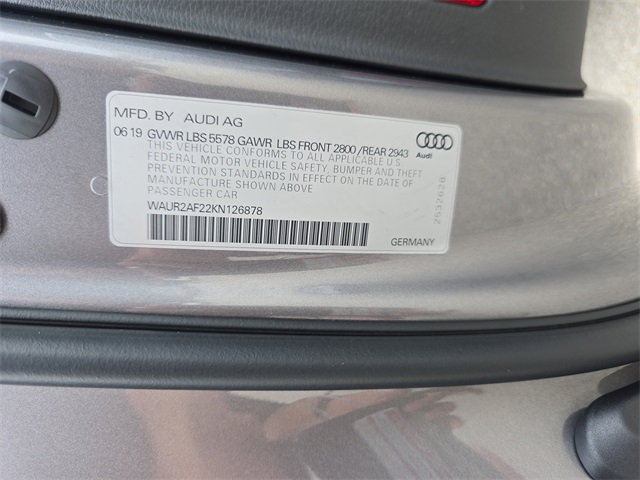 MFD. BY AUDI AG
06 19 GVWR LBS 5578 GAWR LBS FRONT 2800 /REAR 2943
THIS VEHICLE CONFORMS TO ALL APPLICABLE U S
FEDERAL MOTOR VEHICLE SAFETY, BUMPER AND THEFT
PREVENTION STANDARDS IN EFFECT ON THE DATE OF
MANUFACTURE SHOWN ABOVE
PASSENGER CAR
WAUR2AF22KN126878
GERMANY
Audi
2532628